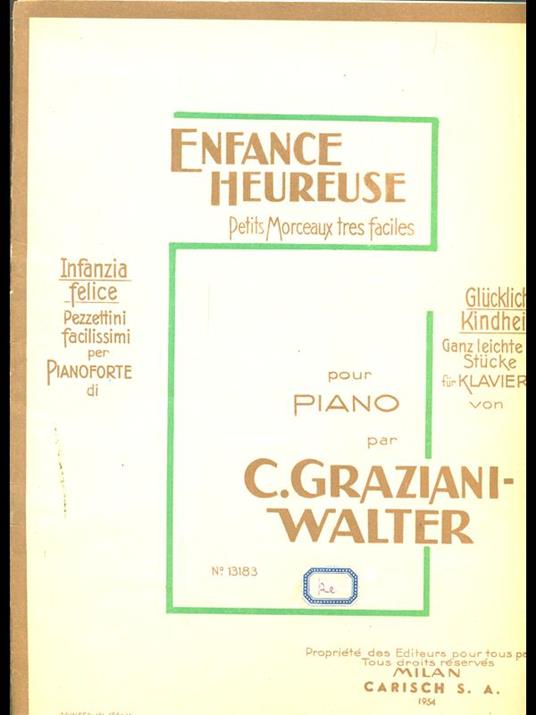 ENFANCE
HEUREUSE
Petits Morceaux tres faciles
Infanzia
felice
Pezzettini
facilissimi
per
PIANOFORTE
di
Glücklich
Kindhei
Ganz leichte
Stücke
für KLAVIER
von
pour
PIANO
par
C. GRAZIANI-
WALTER
Nº 13183
Propriété des Editeurs pour tous pa
Tous droits réservés
MILAN
CARISCH S. A.
1954